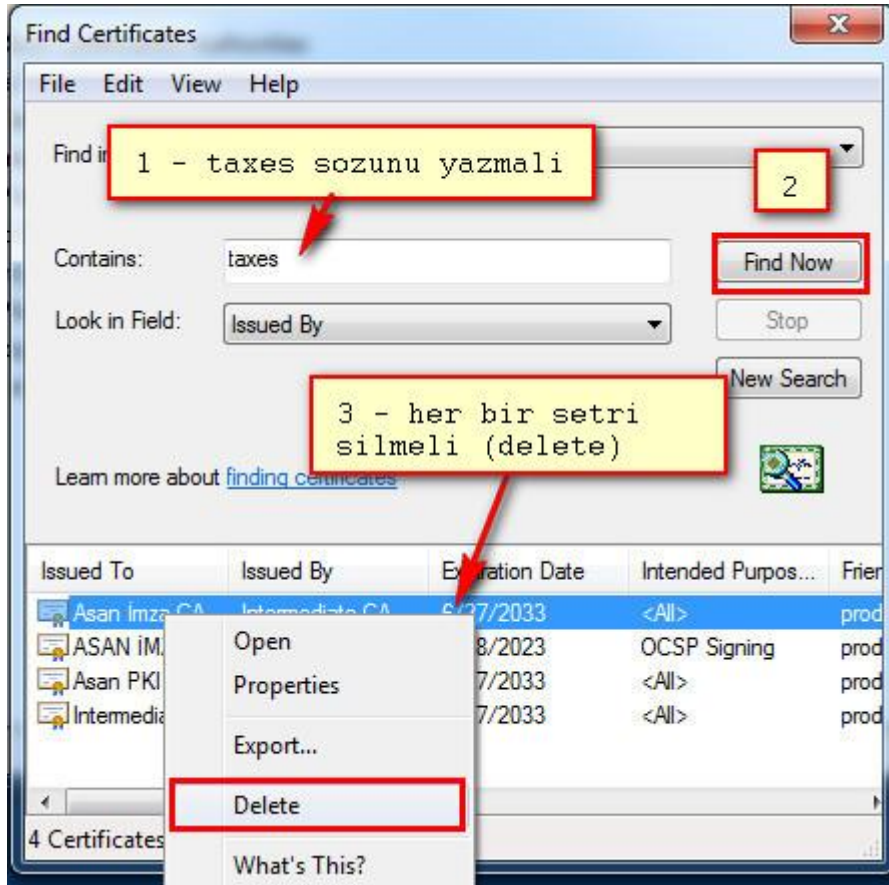 Find Certificates
File Edit View Help
Find in
1 - taxes sozunu yazmali
2
Contains: taxes
Find Now
Look in Field: Issued By
Stop
New Search
3 - her bir setri
silmeli (delete)
Learn more about finding certificates
Issued To Issued By Expiration Date Intended Purpos... Frien
Asan İmza CA Intermediate CA 6/27/2033 <All> prod
ASAN İM 8/2023 OCSP Signing prod
Asan PKI 7/2033 <All> prod
Intermedia 7/2033 <All> prod
Open
Properties
Export...
Delete
What's This?
4 Certificates